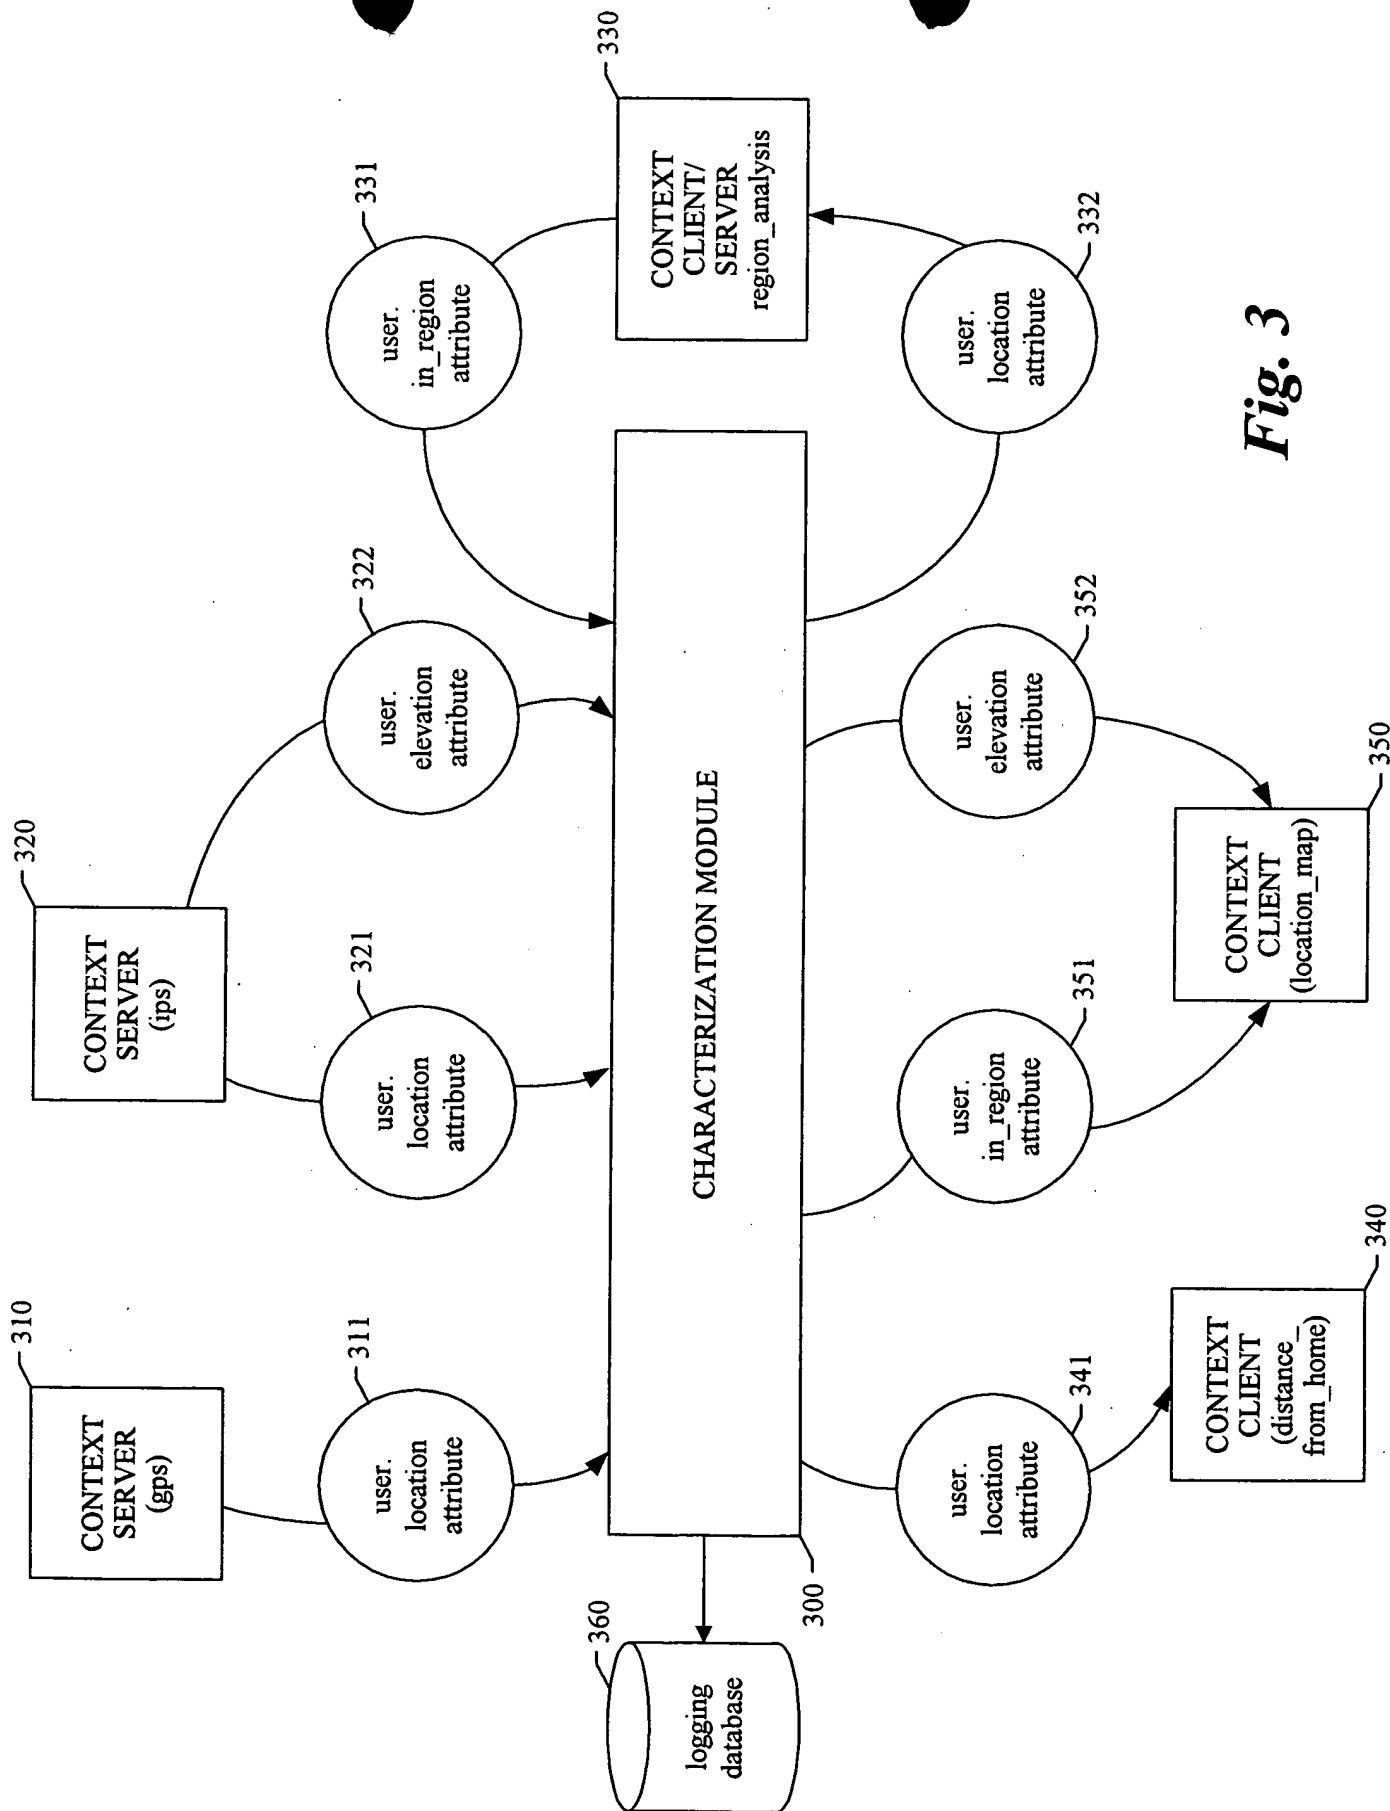 310
CONTEXT
SERVER
(gps)
320
CONTEXT
SERVER
(ips)
311
user.
location
attribute
321
user.
location
attribute
322
user.
elevation
attribute
331
user.
in_region
attribute
330
CONTEXT
CLIENT/
SERVER
region_analysis
360
logging
database
300
CHARACTERIZATION MODULE
341
user.
location
attribute
351
user.
in_region
attribute
352
user.
elevation
attribute
332
user.
location
attribute
340
CONTEXT
CLIENT
(distance_
from_home)
350
CONTEXT
CLIENT
(location_map)
Fig. 3